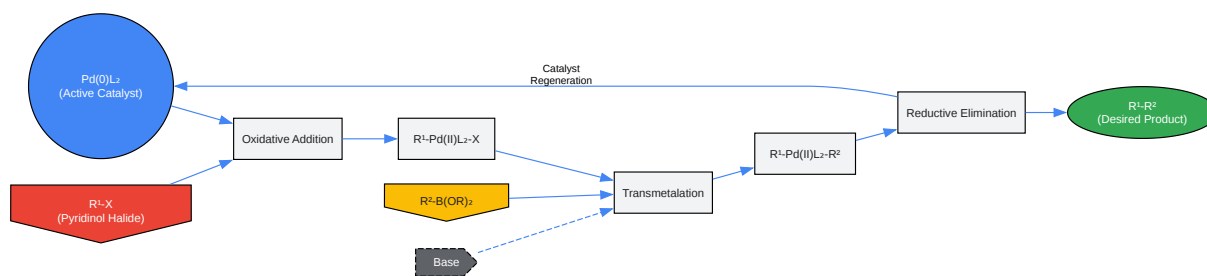 Catalyst
Regeneration
Pd(0)L₂
(Active Catalyst)
R¹-R²
(Desired Product)
Reductive Elimination
Oxidative Addition
R¹-Pd(II)L₂-X
R¹-Pd(II)L₂-R²
Transmetalation
R¹-X
(Pyridinol Halide)
R²-B(OR)₂
Base